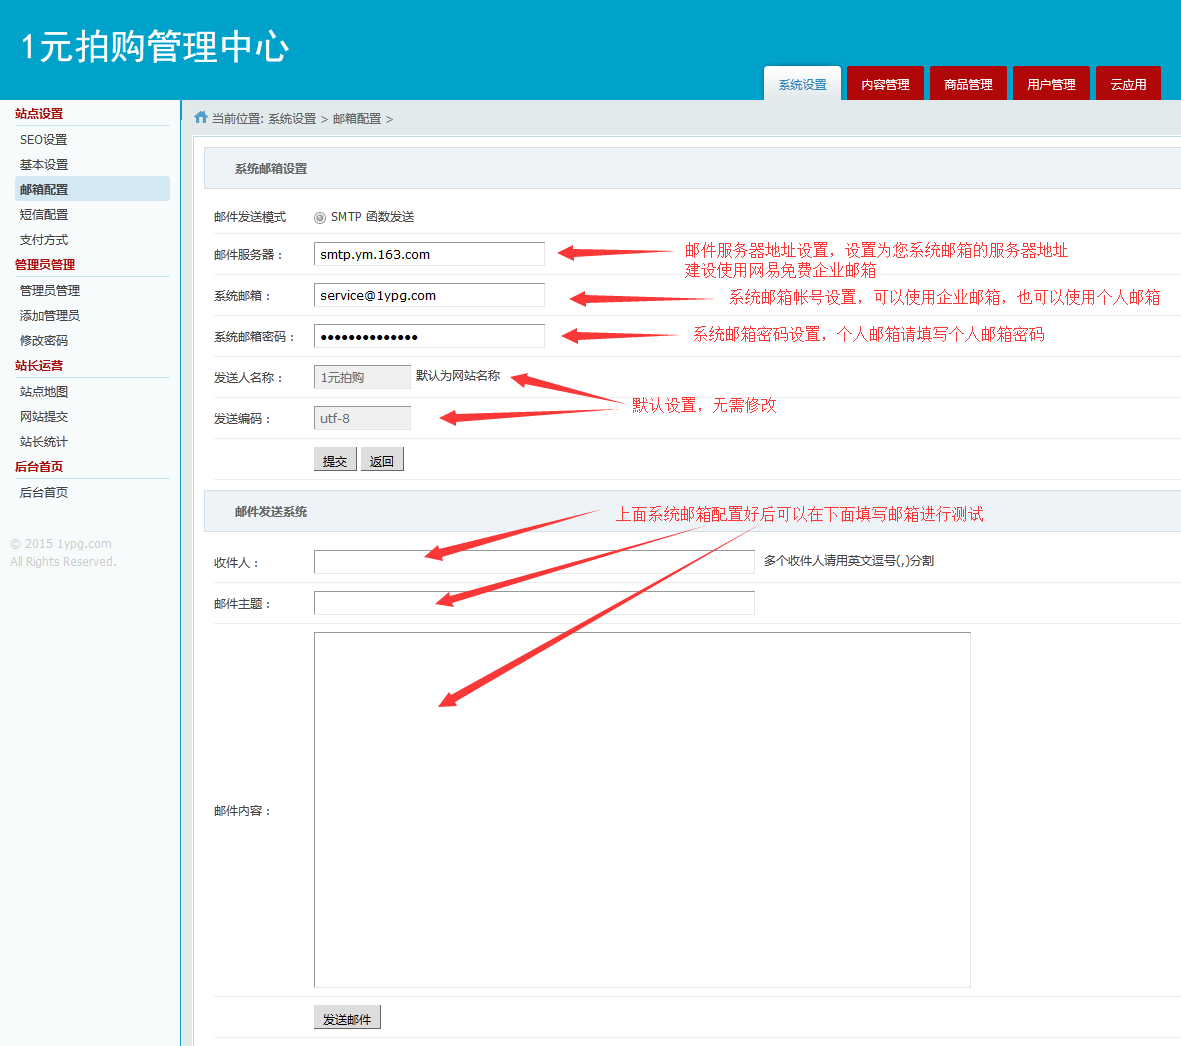 1元拍购管理中心
系统设置
内容管理
商品管理
用户管理
云应用
站点设置
SEO设置
基本设置
邮箱配置
短信配置
支付方式
管理员管理
管理员管理
添加管理员
修改密码
站长运营
站点地图
网站提交
站长统计
后台首页
后台首页
© 2015 1ypg.com
All Rights Reserved.
当前位置: 系统设置 > 邮箱配置 >
系统邮箱设置
邮件发送模式 SMTP 函数发送
邮件服务器： smtp.ym.163.com
邮件服务器地址设置，设置为您系统邮箱的服务器地址
建设使用网易免费企业邮箱
系统邮箱： service@1ypg.com
系统邮箱帐号设置，可以使用企业邮箱，也可以使用个人邮箱
系统邮箱密码： ●●●●●●●●●●●●●●
系统邮箱密码设置，个人邮箱请填写个人邮箱密码
发送人名称： 1元拍购 默认为网站名称
默认设置，无需修改
发送编码： utf-8
提交 返回
邮件发送系统
上面系统邮箱配置好后可以在下面填写邮箱进行测试
收件人： 多个收件人请用英文逗号(,)分割
邮件主题：
邮件内容：
发送邮件